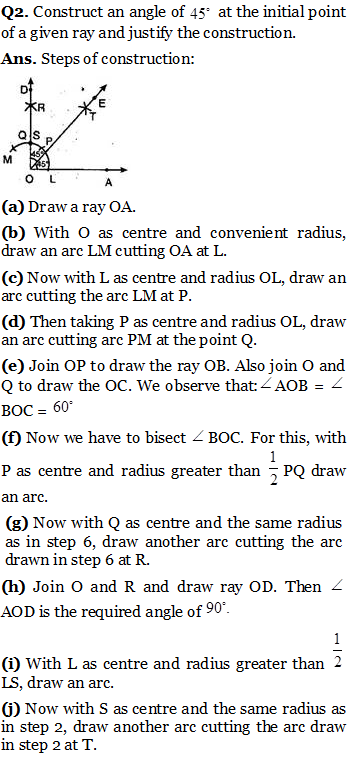 Q2. Construct an angle of 45° at the initial point
of a given ray and justify the construction.
Ans. Steps of construction:
D
R
E
T
Q S
P
M
45°
45°
O L A
(a) Draw a ray OA.
(b) With O as centre and convenient radius,
draw an arc LM cutting OA at L.
(c) Now with L as centre and radius OL, draw an
arc cutting the arc LM at P.
(d) Then taking P as centre and radius OL, draw
an arc cutting arc PM at the point Q.
(e) Join OP to draw the ray OB. Also join O and
Q to draw the OC. We observe that: ∠ AOB = ∠
BOC = 60°
(f) Now we have to bisect ∠ BOC. For this, with
P as centre and radius greater than 1/2 PQ draw
an arc.
(g) Now with Q as centre and the same radius
as in step 6, draw another arc cutting the arc
drawn in step 6 at R.
(h) Join O and R and draw ray OD. Then ∠
AOD is the required angle of 90°.
(i) With L as centre and radius greater than 1/2
LS, draw an arc.
(j) Now with S as centre and the same radius as
in step 2, draw another arc cutting the arc draw
in step 2 at T.